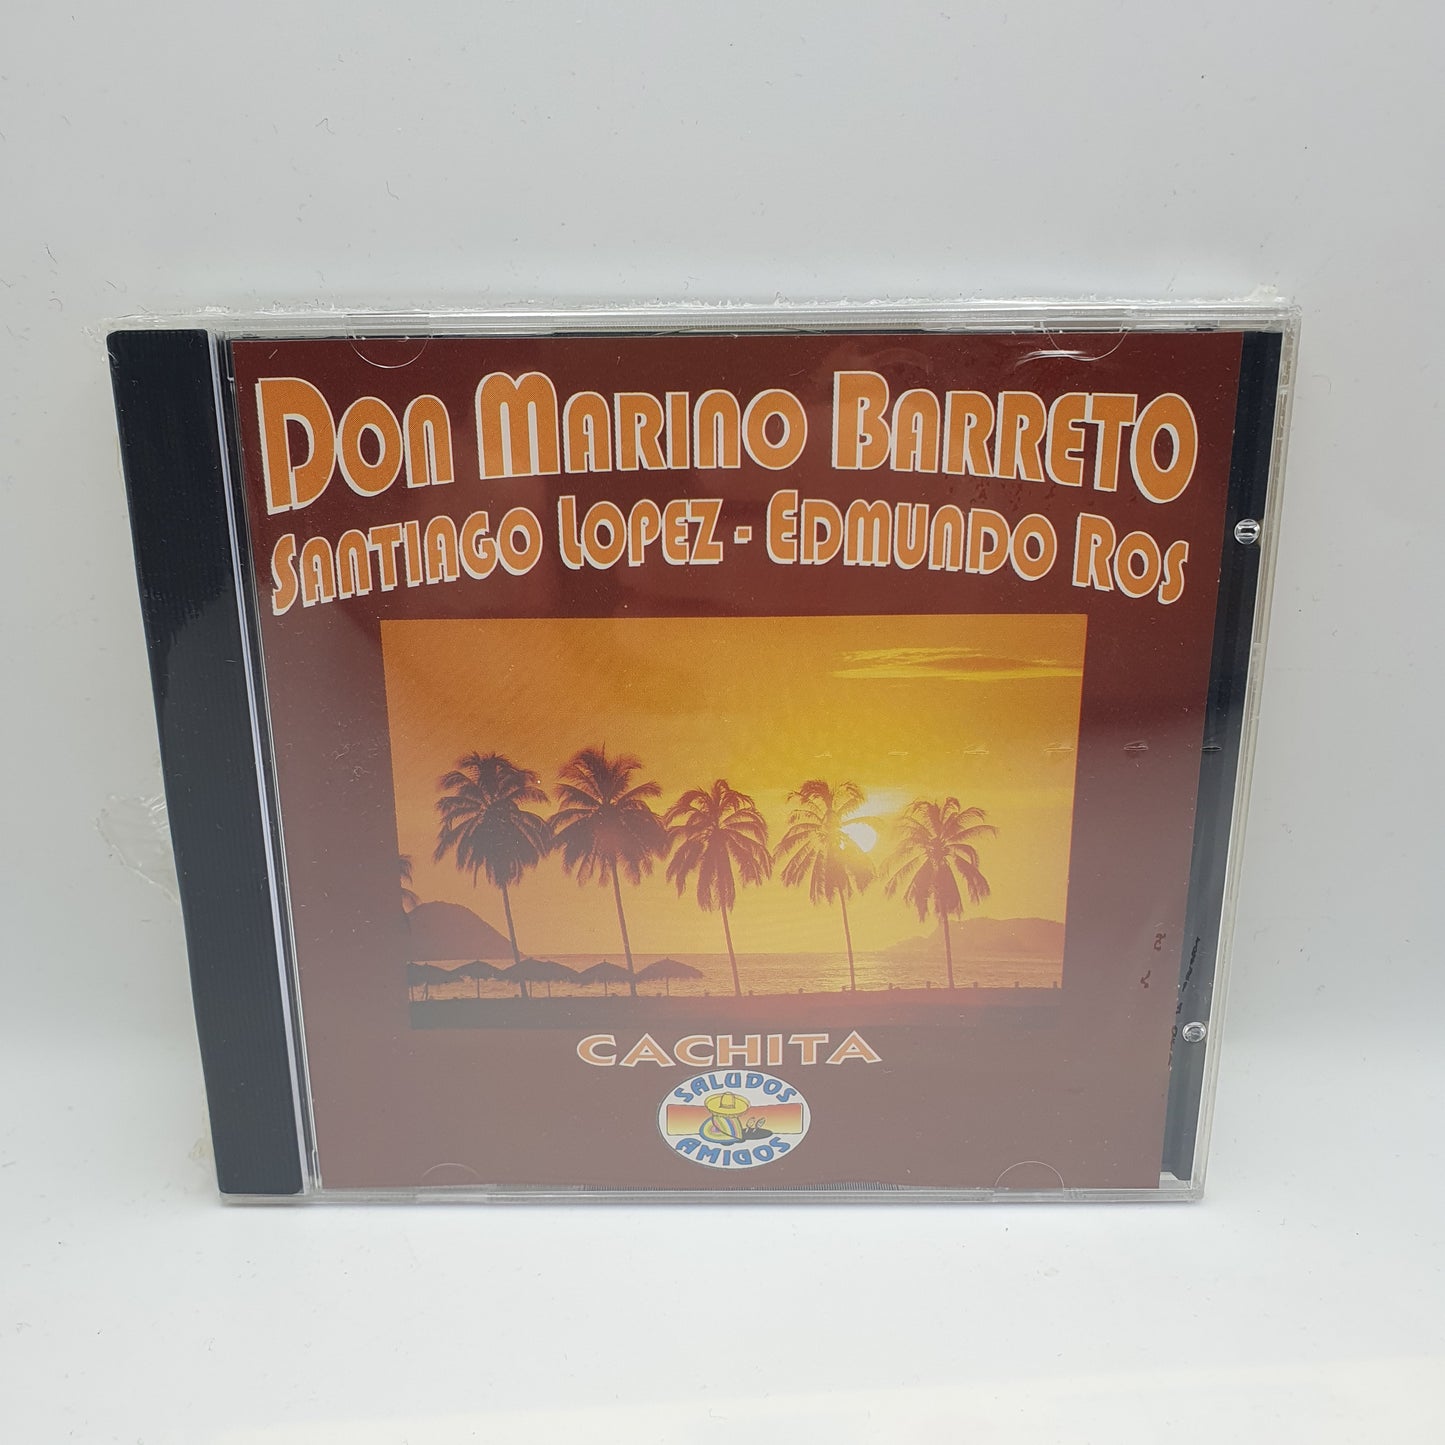 DON MARINO BARRETO
SANTIAGO LOPEZ - EDMUNDO ROS
CACHITA
SALUDOS
AMIGOS